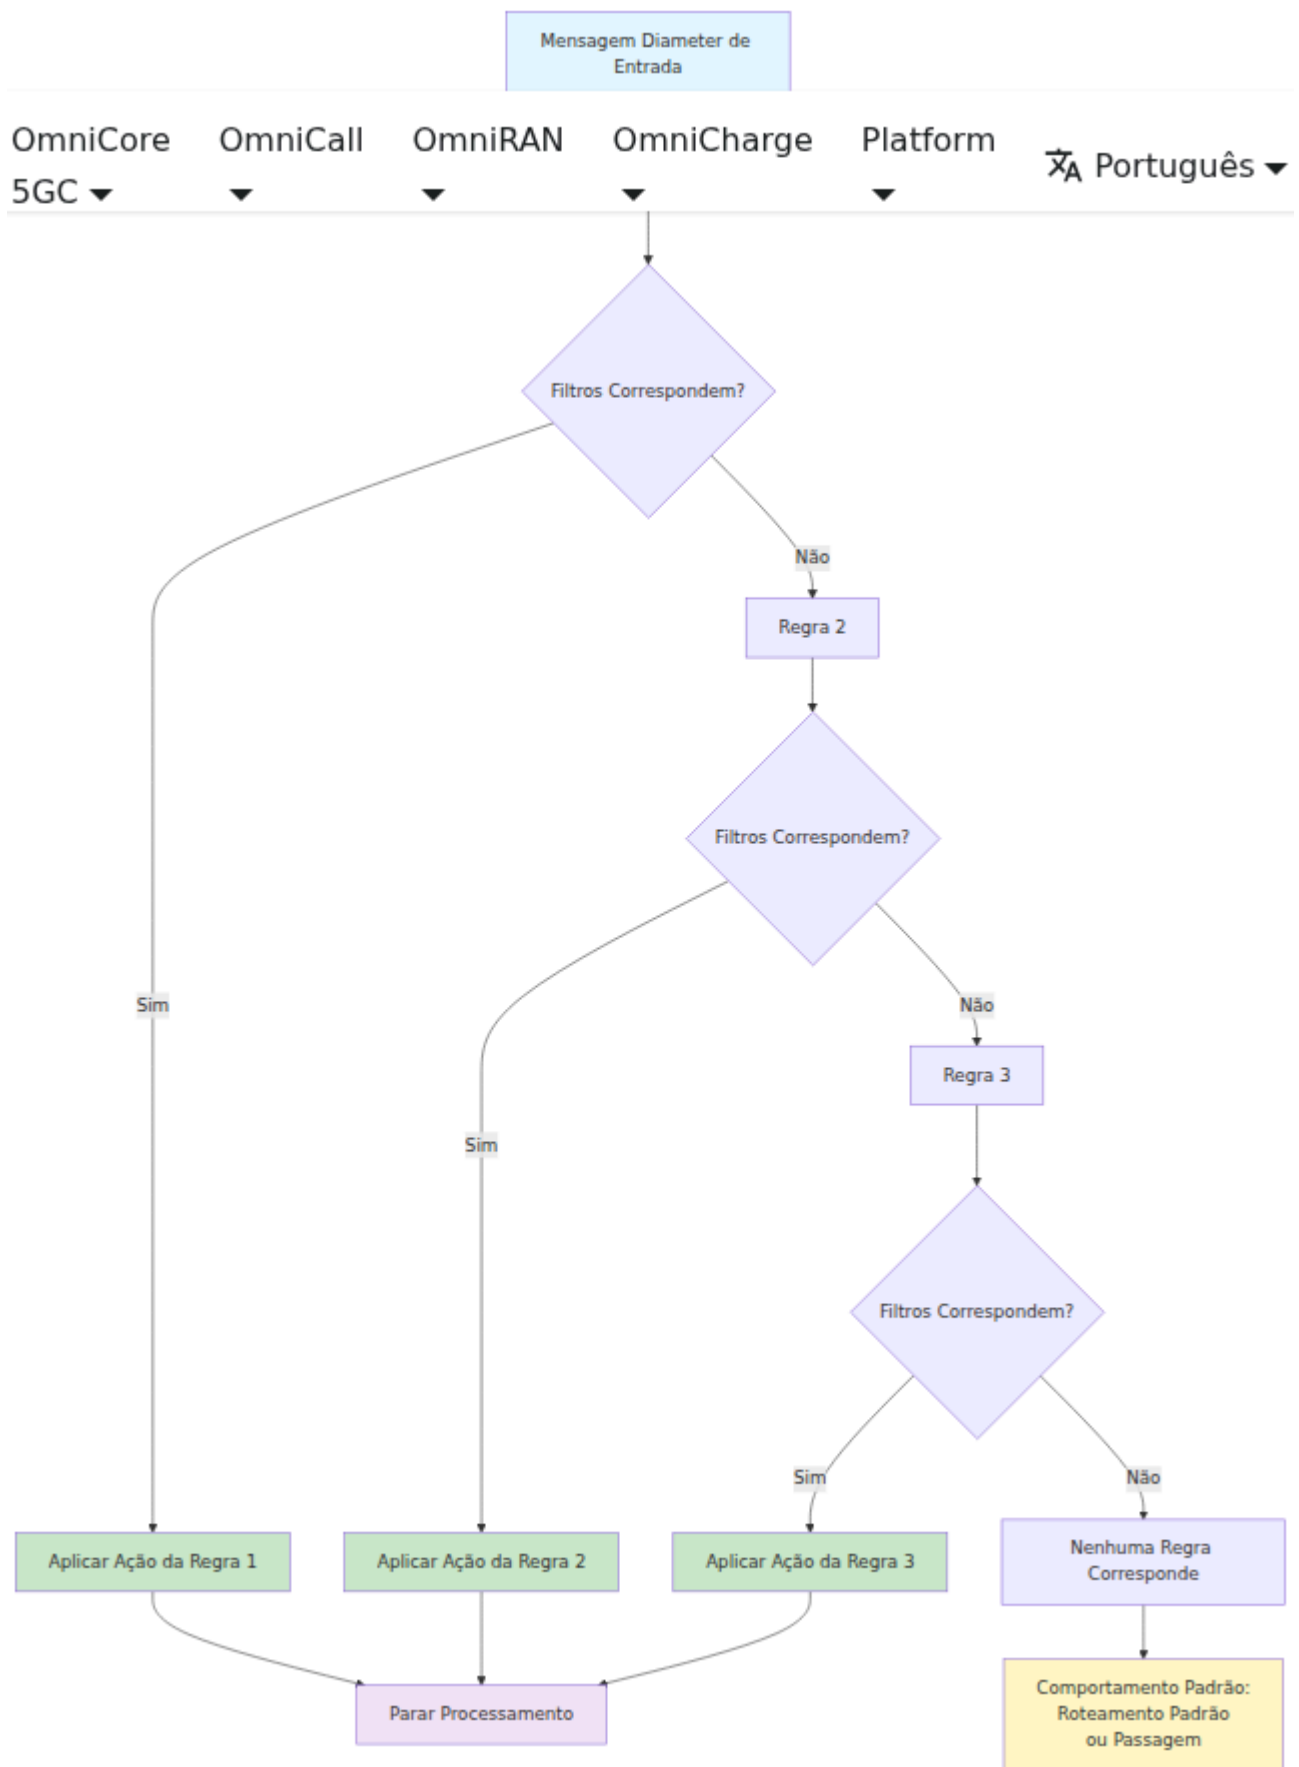 Mensagem Diameter de
Entrada
OmniCore
5GC
OmniCall
OmniRAN
OmniCharge
Platform
Português
Filtros Correspondem?
Não
Regra 2
Filtros Correspondem?
Sim
Não
Regra 3
Sim
Filtros Correspondem?
Sim
Não
Aplicar Ação da Regra 1
Aplicar Ação da Regra 2
Aplicar Ação da Regra 3
Nenhuma Regra
Corresponde
Parar Processamento
Comportamento Padrão:
Roteamento Padrão
ou Passagem